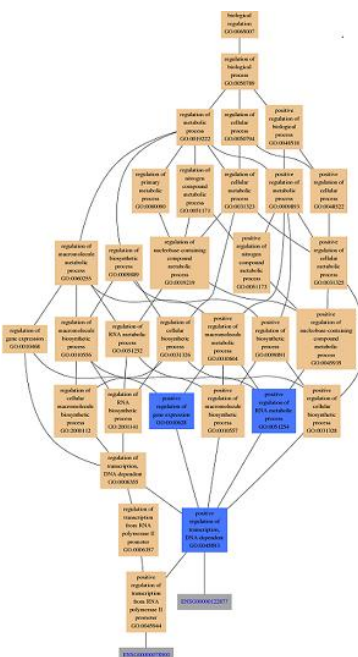 biological
regulation
GO:0065007
regulation of
biological
process
GO:0050789
regulation of
metabolic
process
GO:0019222
regulation of
cellular
process
GO:0050794
positive
regulation of
biological
process
GO:0048518
regulation of
primary
metabolic
process
GO:0080090
regulation of
nitrogen
compound
metabolic
process
GO:0051171
regulation of
cellular
metabolic
process
GO:0031323
positive
regulation of
metabolic
process
GO:0009893
positive
regulation of
cellular
process
GO:0048522
regulation of
macromolecule
metabolic
process
GO:0060255
regulation of
biosynthetic
process
GO:0009889
regulation of
nucleobase-containing
compound
metabolic
process
GO:0019219
positive
regulation of
nitrogen
compound
metabolic
process
GO:0051173
positive
regulation of
cellular
metabolic
process
GO:0031325
regulation of
gene expression
GO:0010468
regulation of
macromolecule
biosynthetic
process
GO:0010556
regulation of
RNA metabolic
process
GO:0051252
regulation of
cellular
biosynthetic
process
GO:0031326
positive
regulation of
macromolecule
metabolic
process
GO:0010604
positive
regulation of
biosynthetic
process
GO:0009891
positive
regulation of
nucleobase-containing
compound
metabolic
process
GO:0045935
regulation of
cellular
macromolecule
biosynthetic
process
GO:2000112
regulation of
RNA
biosynthetic
process
GO:2001141
positive
regulation of
gene expression
GO:0010628
positive
regulation of
macromolecule
biosynthetic
process
GO:0010557
positive
regulation of
RNA metabolic
process
GO:0051254
positive
regulation of
cellular
biosynthetic
process
GO:0031328
regulation of
transcription,
DNA-dependent
GO:0006355
regulation of
transcription
from RNA
polymerase II
promoter
GO:0006357
positive
regulation of
transcription,
DNA-dependent
GO:0045893
positive
regulation of
transcription
from RNA
polymerase II
promoter
GO:0045944
ENSG00000122877